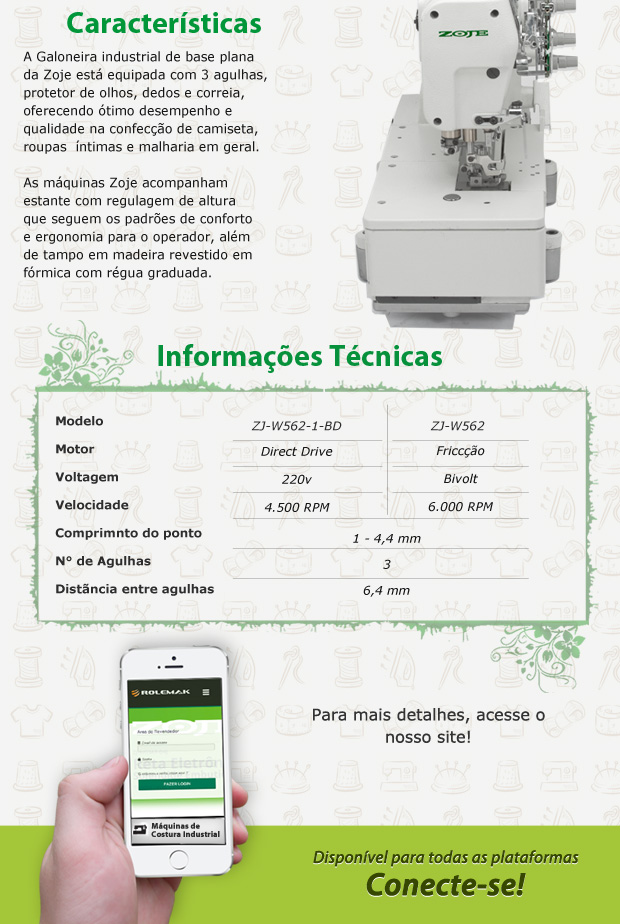 Características
A Galoneira industrial de base plana
da Zoje está equipada com 3 agulhas,
protetor de olhos, dedos e correia,
oferecendo ótimo desempenho e
qualidade na confecção de camiseta,
roupas íntimas e malharia em geral.
As máquinas Zoje acompanham
estante com regulagem de altura
que seguem os padrões de conforto
e ergonomia para o operador, além
de tampo em madeira revestido em
fórmica com régua graduada.
ZOJE
Informações Técnicas
Modelo ZJ-W562-1-BD ZJ-W562
Motor Direct Drive Friccção
Voltagem 220v Bivolt
Velocidade 4.500 RPM 6.000 RPM
Comprimnto do ponto 1 - 4,4 mm
Nº de Agulhas 3
Distãncia entre agulhas 6,4 mm
ROLEMAK
Área do Revendedor
FAZER LOGIN
Máquinas de
Costura Industrial
Para mais detalhes, acesse o
nosso site!
Disponível para todas as plataformas
Conecte-se!